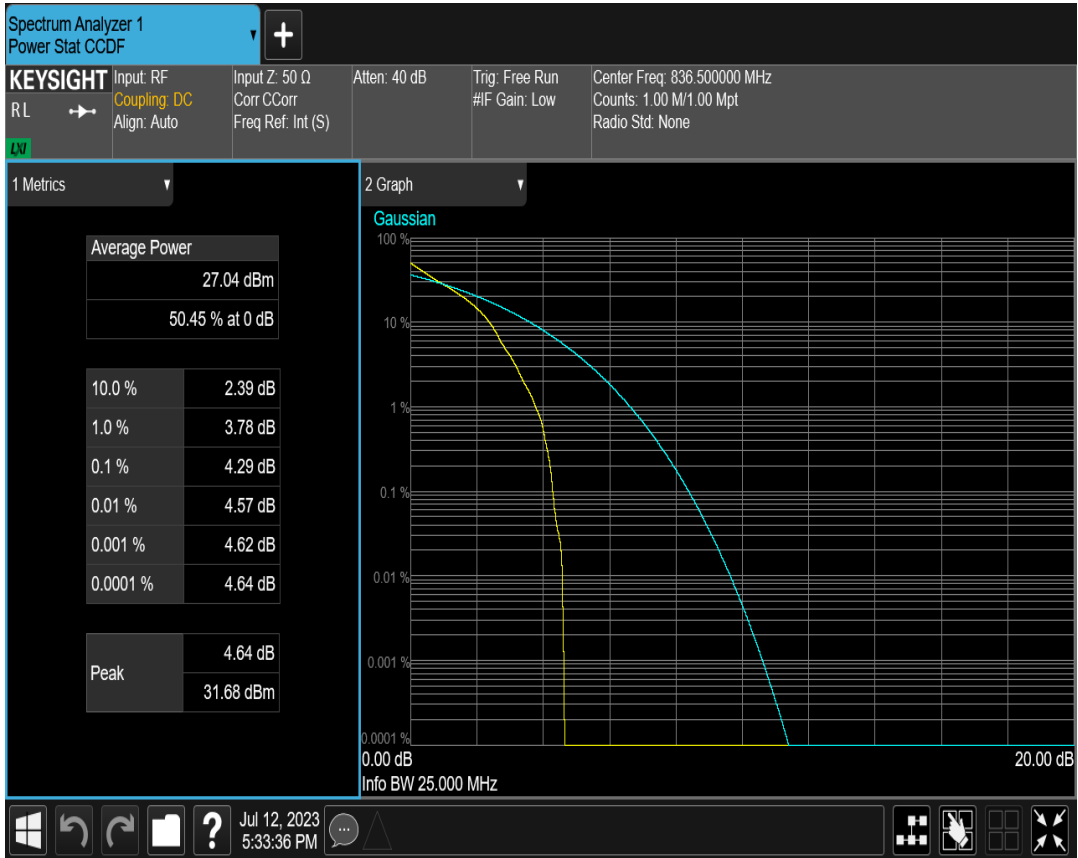 Spectrum Analyzer 1
Power Stat CCDF
KEYSIGHT
R L
LXI
Input: RF
Coupling: DC
Align: Auto
Input Z: 50 Ω
Corr CCorr
Freq Ref: Int (S)
Atten: 40 dB
Trig: Free Run
#IF Gain: Low
Center Freq: 836.500000 MHz
Counts: 1.00 M/1.00 Mpt
Radio Std: None
1 Metrics
Average Power
27.04 dBm
50.45 % at 0 dB
10.0 % 2.39 dB
1.0 % 3.78 dB
0.1 % 4.29 dB
0.01 % 4.57 dB
0.001 % 4.62 dB
0.0001 % 4.64 dB
Peak
4.64 dB
31.68 dBm
2 Graph
Gaussian
100 %
10 %
1 %
0.1 %
0.01 %
0.001 %
0.0001 %
0.00 dB 20.00 dB
Info BW 25.000 MHz
Jul 12, 2023
5:33:36 PM